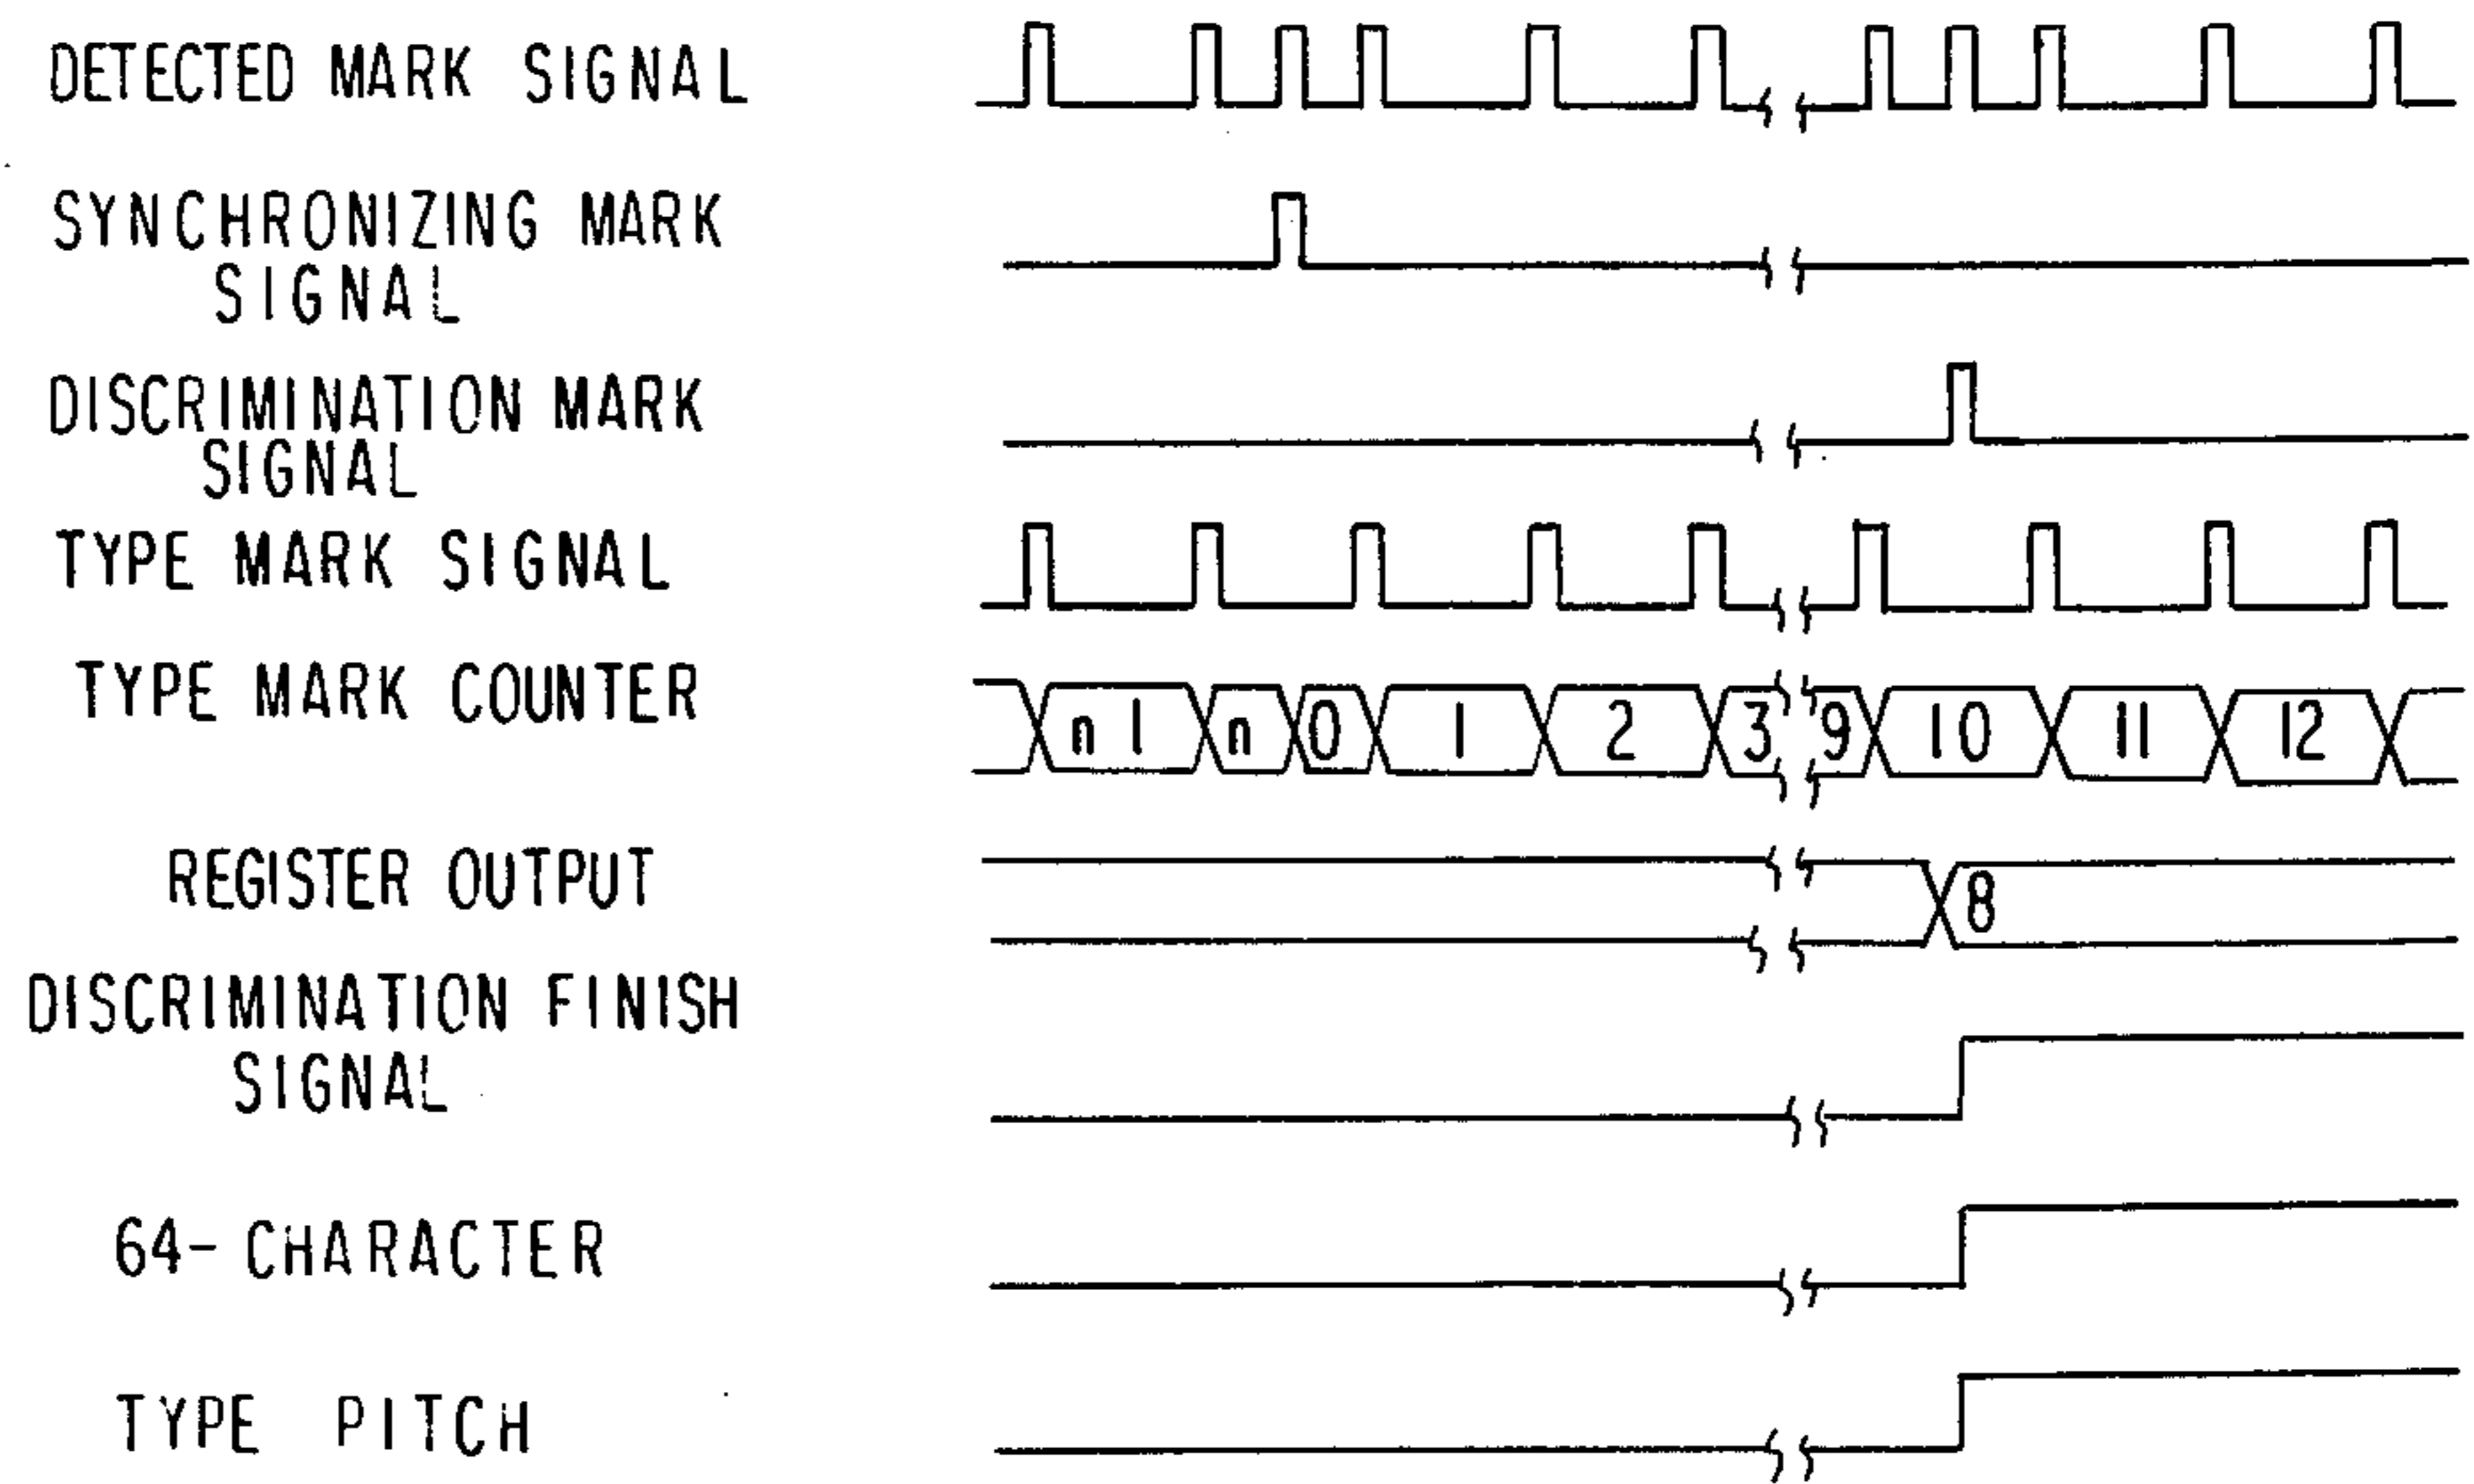 DETECTED MARK SIGNAL
SYNCHRONIZING MARK
SIGNAL
DISCRIMINATION MARK
SIGNAL
TYPE MARK SIGNAL
TYPE MARK COUNTER
n 1 n 0 1 2 3 9 10 11 12
REGISTER OUTPUT
8
DISCRIMINATION FINISH
SIGNAL
64- CHARACTER
TYPE PITCH